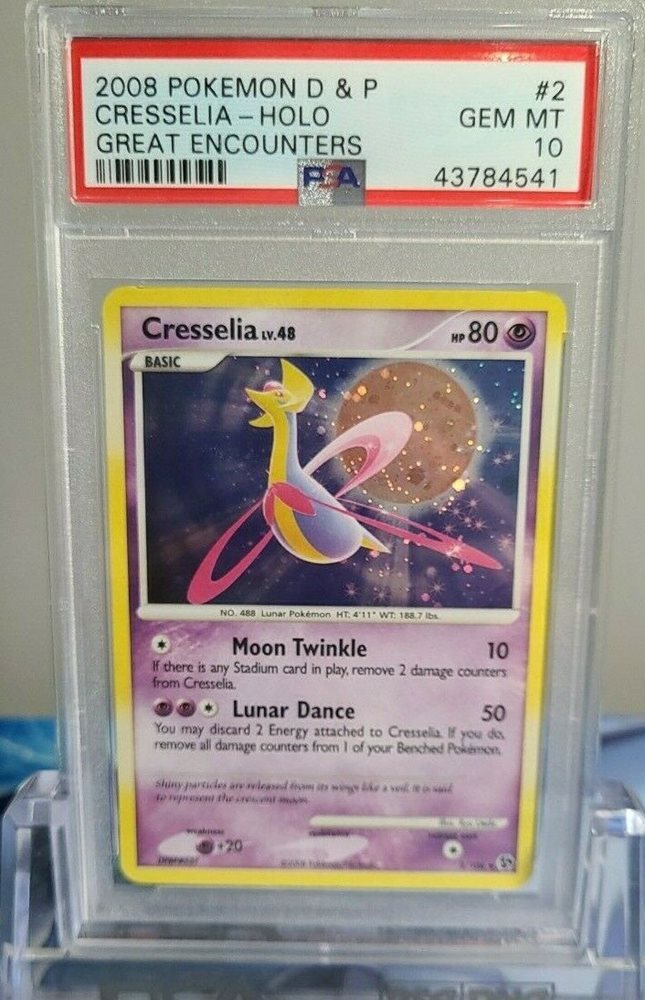 2008 POKEMON D & P #2
CRESSELIA – HOLO GEM MT
GREAT ENCOUNTERS 10
PSA 43784541
Cresselia LV.48 HP 80
BASIC
NO. 488 Lunar Pokémon HT: 4'11" WT: 188.7 lbs.
Moon Twinkle 10
If there is any Stadium card in play, remove 2 damage counters
from Cresselia.
Lunar Dance 50
You may discard 2 Energy attached to Cresselia. If you do,
remove all damage counters from 1 of your Benched Pokémon.
Shiny particles are released from its wings like a veil. It is said
to represent the crescent moon.
weakness
+20